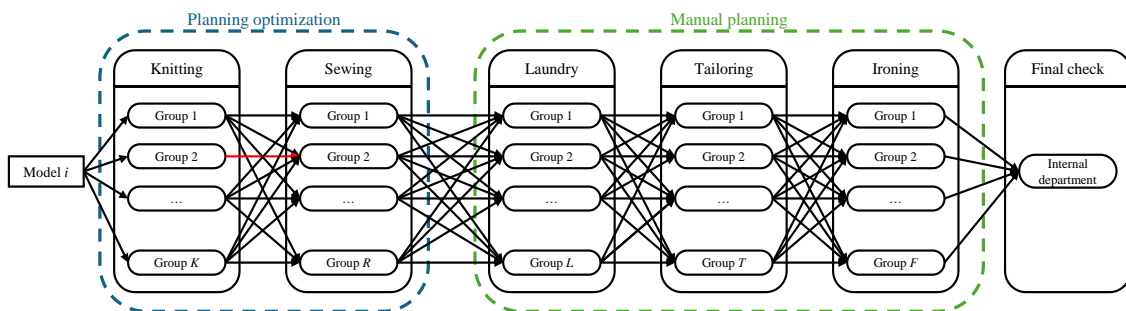 Planning optimization
Manual planning
Knitting
Sewing
Laundry
Tailoring
Ironing
Final check
Group 1
Group 1
Group 1
Group 1
Group 1
Group 2
Group 2
Group 2
Group 2
Group 2
Model i
Internal
department
...
...
...
...
...
Group K
Group R
Group L
Group T
Group F